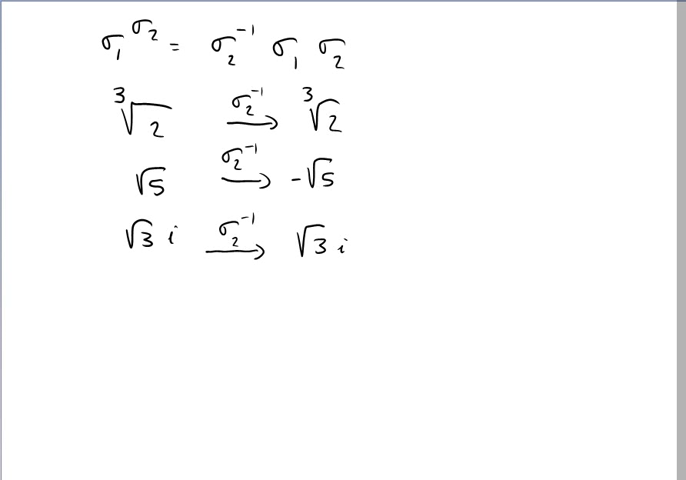 σ₁^σ₂ = σ₂⁻¹ σ₁ σ₂
∛2 σ₂⁻¹→ ∛2
√5 σ₂⁻¹→ -√5
√3 i σ₂⁻¹→ √3 i